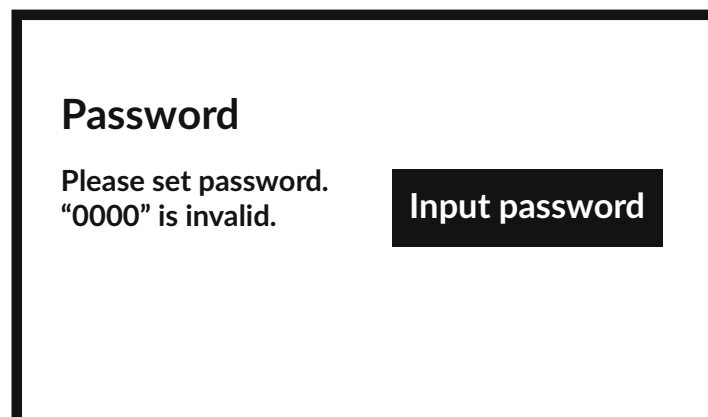 Password
Please set password.
“0000” is invalid.
Input password